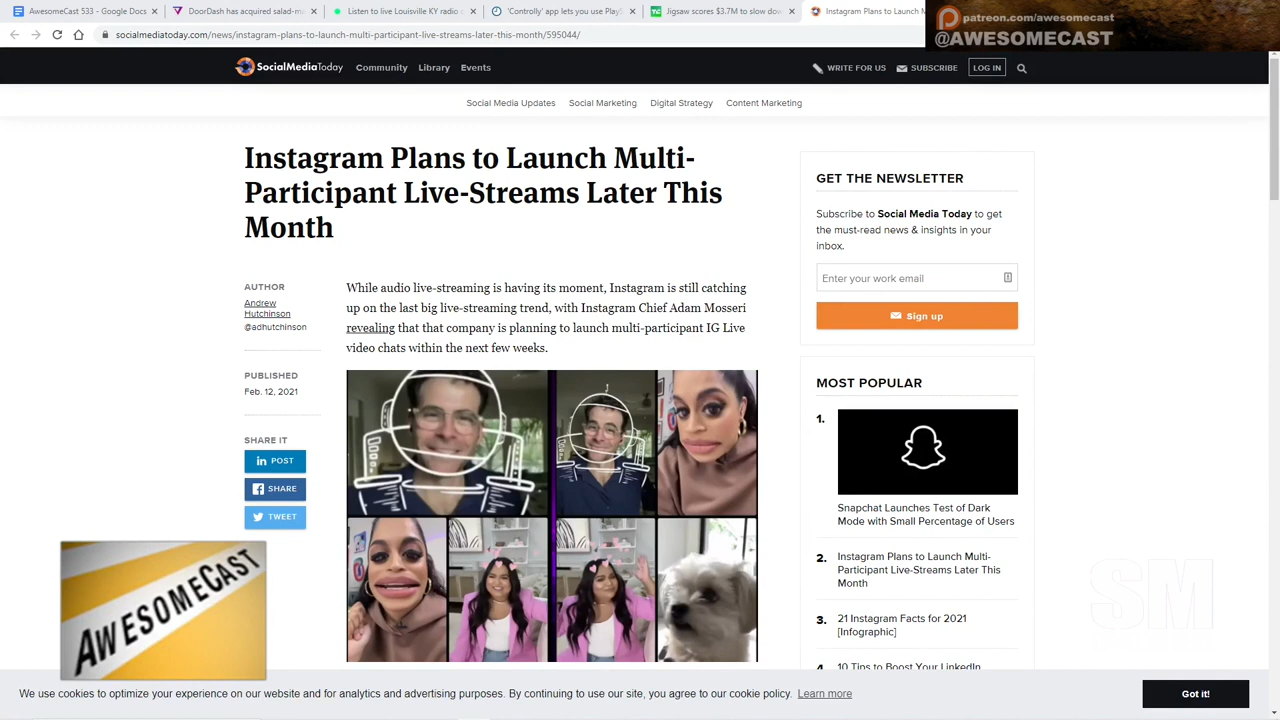 AwesomeCast 533 - Google Docs
DoorDash has acquired salad-m
Listen to live Louisville KY radio
'Controlly' app lets you use PlayS
Jigsaw scores $3.7M to slow dow
Instagram Plans to Launch M
patreon.com/awesomecast
@AWESOMECAST
socialmediatoday.com/news/instagram-plans-launch-multi-participant-live-streams-later-this-month/595044/
SocialMediaToday
Community
Library
Events
WRITE FOR US
SUBSCRIBE
LOG IN
Social Media Updates
Social Marketing
Digital Strategy
Content Marketing
Instagram Plans to Launch Multi-
Participant Live-Streams Later This
Month
AUTHOR
Andrew
Hutchinson
@adhutchinson
PUBLISHED
Feb. 12, 2021
SHARE IT
POST
SHARE
TWEET
While audio live-streaming is having its moment, Instagram is still catching
up on the last big live-streaming trend, with Instagram Chief Adam Mosseri
revealing that that company is planning to launch multi-participant IG Live
video chats within the next few weeks.
GET THE NEWSLETTER
Subscribe to Social Media Today to get
the must-read news & insights in your
inbox.
Enter your work email
Sign up
MOST POPULAR
1.
Snapchat Launches Test of Dark
Mode with Small Percentage of Users
2.
Instagram Plans to Launch Multi-
Participant Live-Streams Later This
Month
3.
21 Instagram Facts for 2021
[Infographic]
10 Tips to Boost Your LinkedIn
AWESOMECAST
SM
We use cookies to optimize your experience on our website and for analytics and advertising purposes. By continuing to use our site, you agree to our cookie policy. Learn more
Got it!